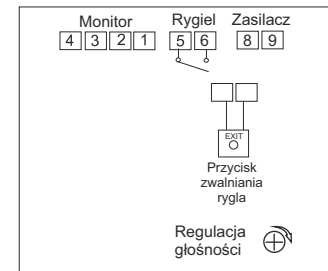 Monitor Rygiel Zasilacz
4 3 2 1 5 6 8 9
EXIT
Przycisk
zwalniania
rygla
Regulacja
głośności